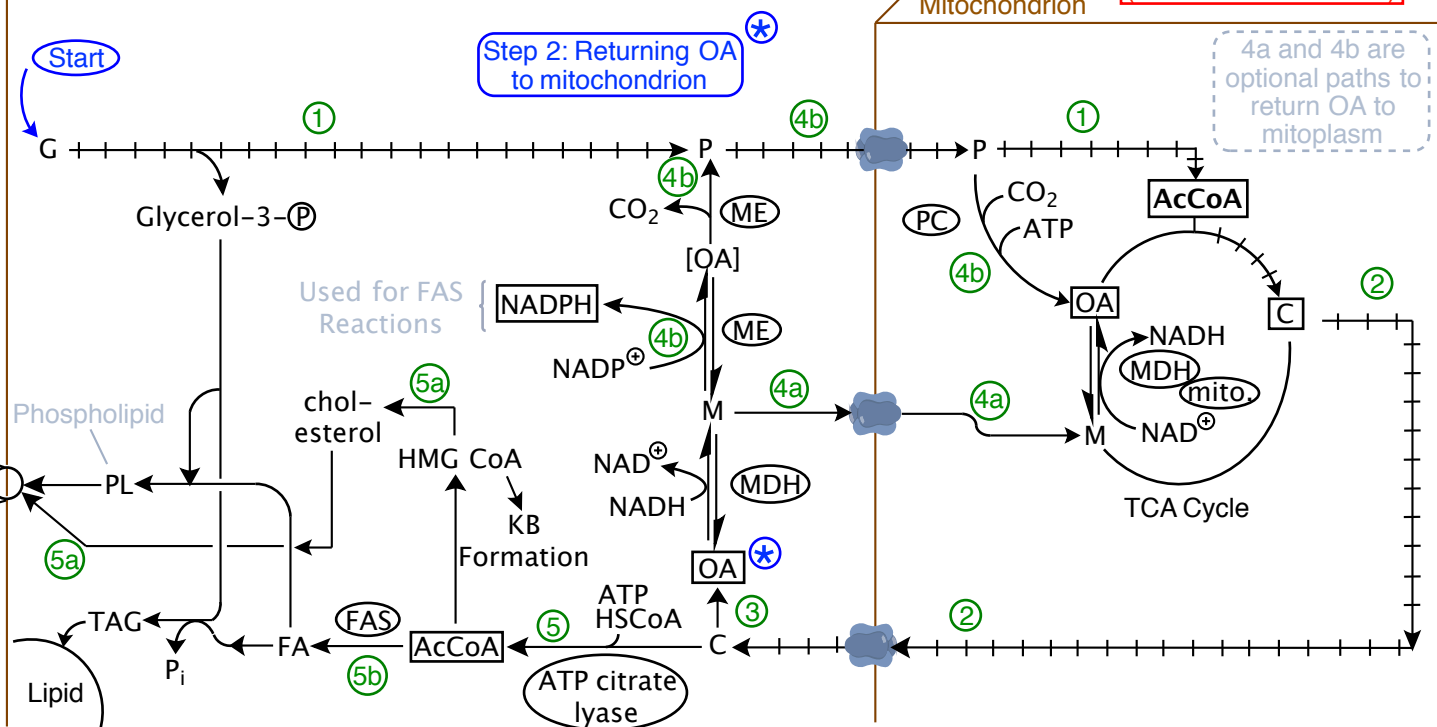 Mitochondrion
Start
Step 2: Returning OA
to mitochondrion
*
4a and 4b are
optional paths to
return OA to
mitoplasm
1
4b
1
G
P
P
4b
AcCoA
Glycerol-3-P
CO2
ME
PC
CO2
ATP
[OA]
4b
2
Used for FAS
Reactions
NADPH
ME
OA
C
4b
NADP+
NADH
MDH
mito.
5a
4a
4a
chol-
esterol
M
M
NAD+
Phospholipid
HMG CoA
NAD+
MDH
PL
NADH
TCA Cycle
KB
Formation
5a
OA
*
ATP
HSCoA
3
2
TAG
FAS
5
FA
AcCoA
C
Pi
5b
ATP citrate
lyase
Lipid